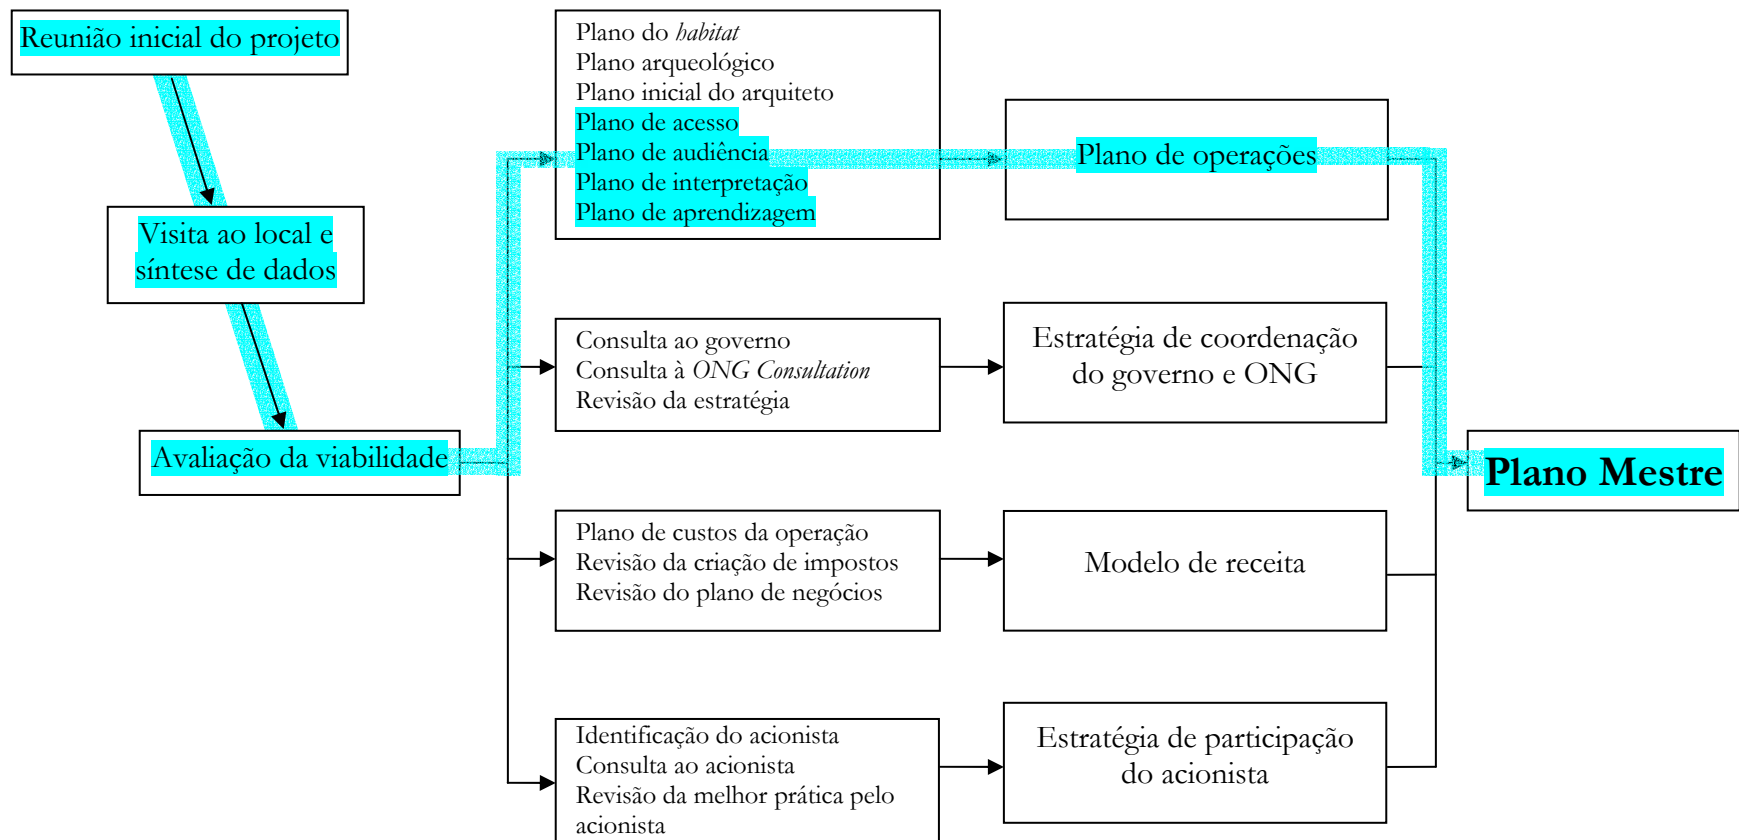 Reunião inicial do projeto
Visita ao local e
síntese de dados
Avaliação da viabilidade
Plano do habitat
Plano arqueológico
Plano inicial do arquiteto
Plano de acesso
Plano de audiência
Plano de interpretação
Plano de aprendizagem
Plano de operações
Consulta ao governo
Consulta à ONG Consultation
Revisão da estratégia
Estratégia de coordenação
do governo e ONG
Plano de custos da operação
Revisão da criação de impostos
Revisão do plano de negócios
Modelo de receita
Identificação do acionista
Consulta ao acionista
Revisão da melhor prática pelo
acionista
Estratégia de participação
do acionista
Plano Mestre